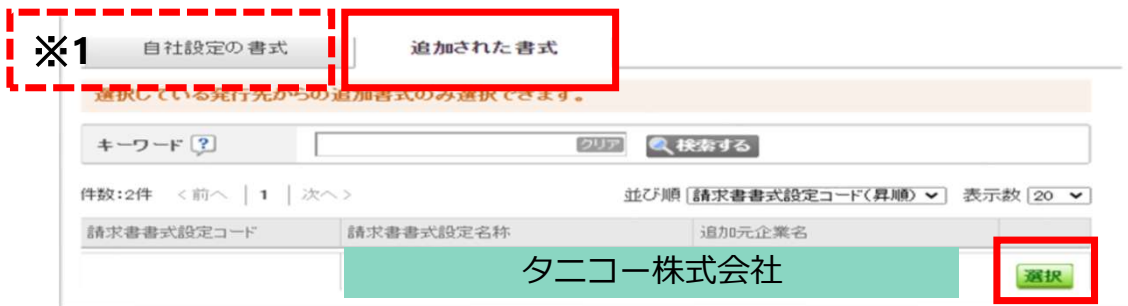 ※1 自社設定の書式 追加された書式
選択している発行先からの追加書式のみ選択できます。
キーワード ? クリア 検索する
件数:2件 <前へ | 1 | 次へ> 並び順 請求書書式設定コード(昇順) 表示数 20
請求書書式設定コード 請求書書式設定名称 追加元企業名
タニコー株式会社 選択